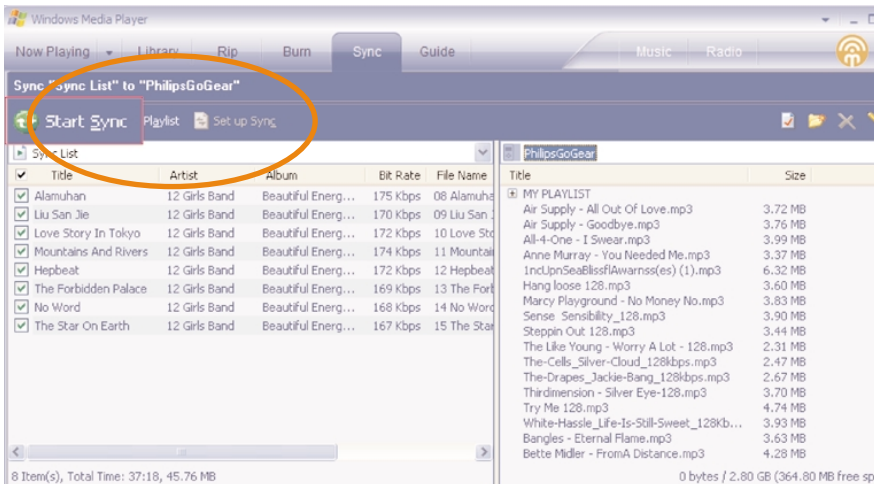 Windows Media Player
Now Playing Library Rip Burn Sync Guide Music Radio
Sync "Sync List" to "PhilipsGoGear"
Start Sync Playlist Set up Sync
Sync List
Title Artist Album Bit Rate File Name
Alamuhan 12 Girls Band Beautiful Energ... 175 Kbps 08 Alamuha
Liu San Jie 12 Girls Band Beautiful Energ... 170 Kbps 09 Liu San
Love Story In Tokyo 12 Girls Band Beautiful Energ... 172 Kbps 10 Love Sto
Mountains And Rivers 12 Girls Band Beautiful Energ... 174 Kbps 11 Mountai
Hepbeat 12 Girls Band Beautiful Energ... 172 Kbps 12 Hepbeat
The Forbidden Palace 12 Girls Band Beautiful Energ... 169 Kbps 13 The Forb
No Word 12 Girls Band Beautiful Energ... 168 Kbps 14 No Word
The Star On Earth 12 Girls Band Beautiful Energ... 167 Kbps 15 The Star
8 Item(s), Total Time: 37:18, 45.76 MB
PhilipsGoGear
Title Size
MY PLAYLIST
Air Supply - All Out Of Love.mp3 3.72 MB
Air Supply - Goodbye.mp3 3.76 MB
All-4-One - I Swear.mp3 3.99 MB
Anne Murray - You Needed Me.mp3 3.37 MB
1ncUpnSeaBlissflAwarnss(es) (1).mp3 6.32 MB
Hang loose 128.mp3 3.60 MB
Marcy Playground - No Money No.mp3 3.83 MB
Sense Sensibility_128.mp3 3.90 MB
Steppin Out 128.mp3 3.44 MB
The Like Young - Worry A Lot - 128.mp3 2.31 MB
The-Cells_Silver-Cloud_128kbps.mp3 2.47 MB
The-Drapes_Jackie-Bang_128kbps.mp3 2.67 MB
Thirdimension - Silver Eye-128.mp3 3.70 MB
Try Me 128.mp3 4.74 MB
White-Hassle_Life-Is-Still-Sweet_128Kb... 3.93 MB
Bangles - Eternal Flame.mp3 3.63 MB
Bette Midler - FromA Distance.mp3 4.28 MB
0 bytes / 2.80 GB (364.80 MB free sp